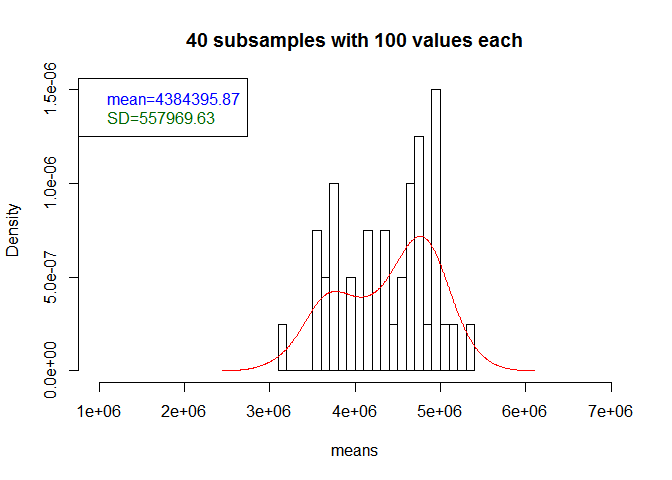 40 subsamples with 100 values each
mean=4384395.87
SD=557969.63
Density
1.5e-06
1.0e-06
5.0e-07
0.0e+00
1e+06 2e+06 3e+06 4e+06 5e+06 6e+06 7e+06
means